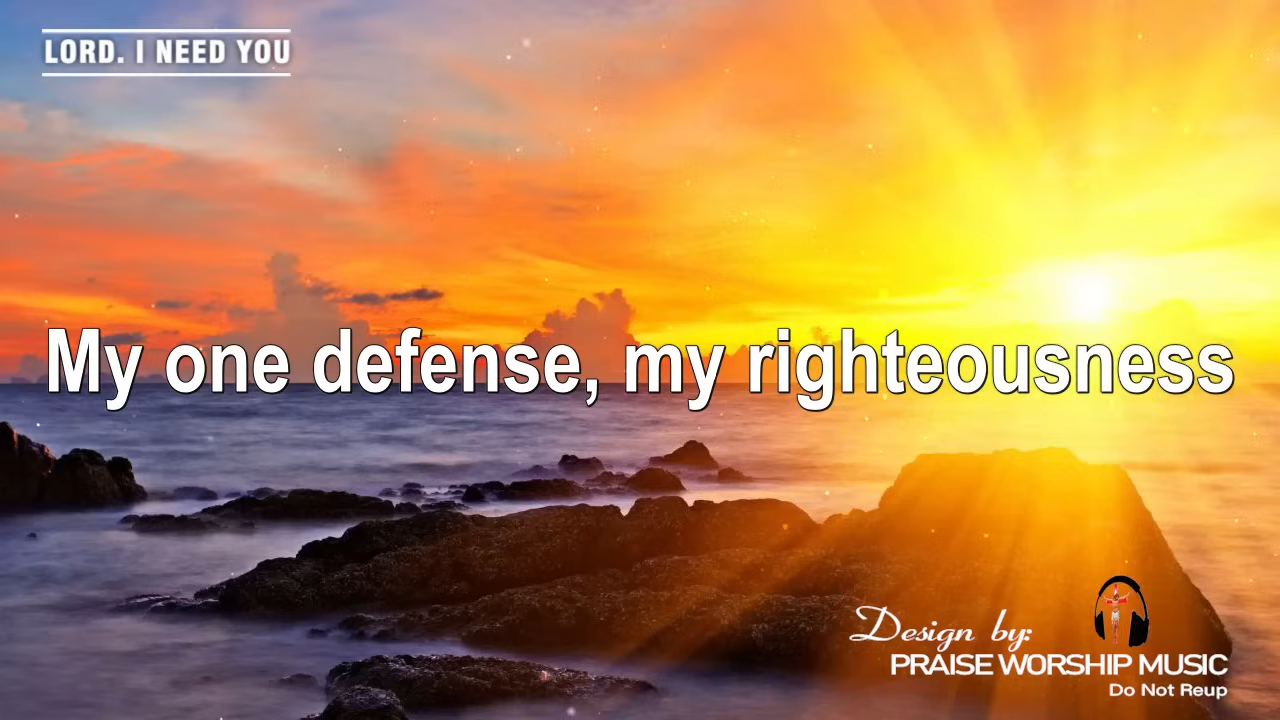 LORD. I NEED YOU
My one defense, my righteousness
Design by:
PRAISE WORSHIP MUSIC
Do Not Reup